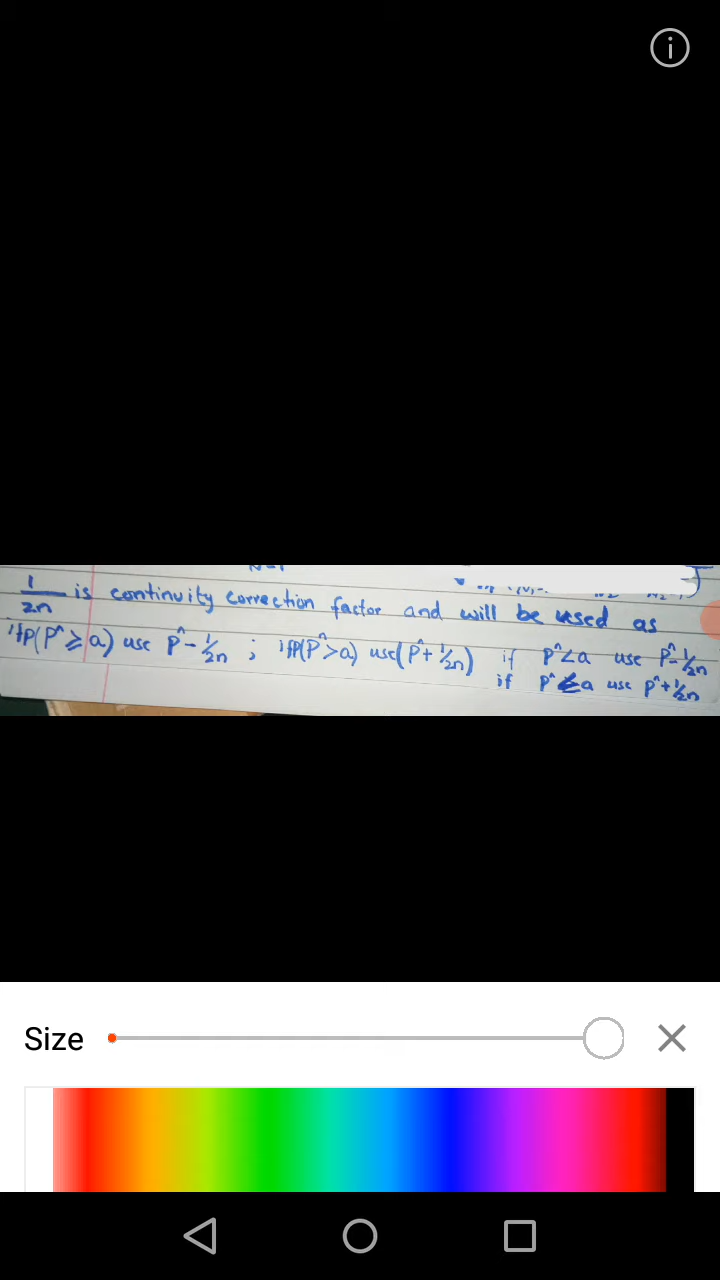 1/2n is continuity correction factor and will be used as
if P(P^ ≥ a) use p̂ - 1/2n ; if P(P^ > a) use (p̂ + 1/2n) if p^ < a use p̂ - 1/2n
if p^ ≤ a use p^ + 1/2n
Size